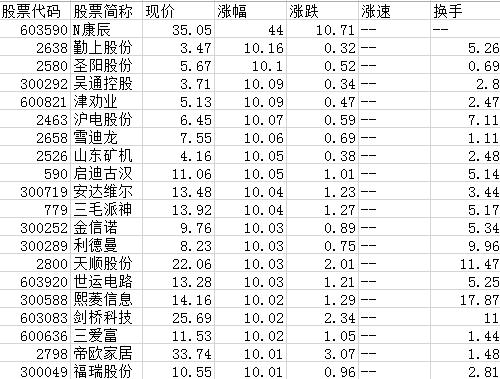 股票代码 股票简称 现价 涨幅 涨跌 涨速 换手
603590 N康辰 35.05 44 10.71 -- --
2638 勤上股份 3.47 10.16 0.32 -- 5.26
2580 圣阳股份 5.67 10.1 0.52 -- 0.69
300292 吴通控股 3.71 10.09 0.34 -- 2.8
600821 津劝业 5.13 10.09 0.47 -- 2.47
2463 沪电股份 6.45 10.07 0.59 -- 7.11
2658 雪迪龙 7.55 10.06 0.69 -- 1.11
2526 山东矿机 4.16 10.05 0.38 -- 2.48
590 启迪古汉 11.06 10.05 1.01 -- 5.14
300719 安达维尔 13.48 10.04 1.23 -- 3.44
779 三毛派神 13.92 10.04 1.27 -- 5.17
300252 金信诺 9.76 10.03 0.89 -- 5.34
300289 利德曼 8.23 10.03 0.75 -- 9.96
2800 天顺股份 22.06 10.03 2.01 -- 11.47
603920 世运电路 13.28 10.03 1.21 -- 5.25
300588 熙菱信息 14.16 10.02 1.29 -- 17.87
603083 剑桥科技 25.69 10.02 2.34 -- 11
600636 三爱富 11.53 10.02 1.05 -- 1.44
2798 帝欧家居 33.74 10.01 3.07 -- 1.48
300049 福瑞股份 10.55 10.01 0.96 -- 2.81